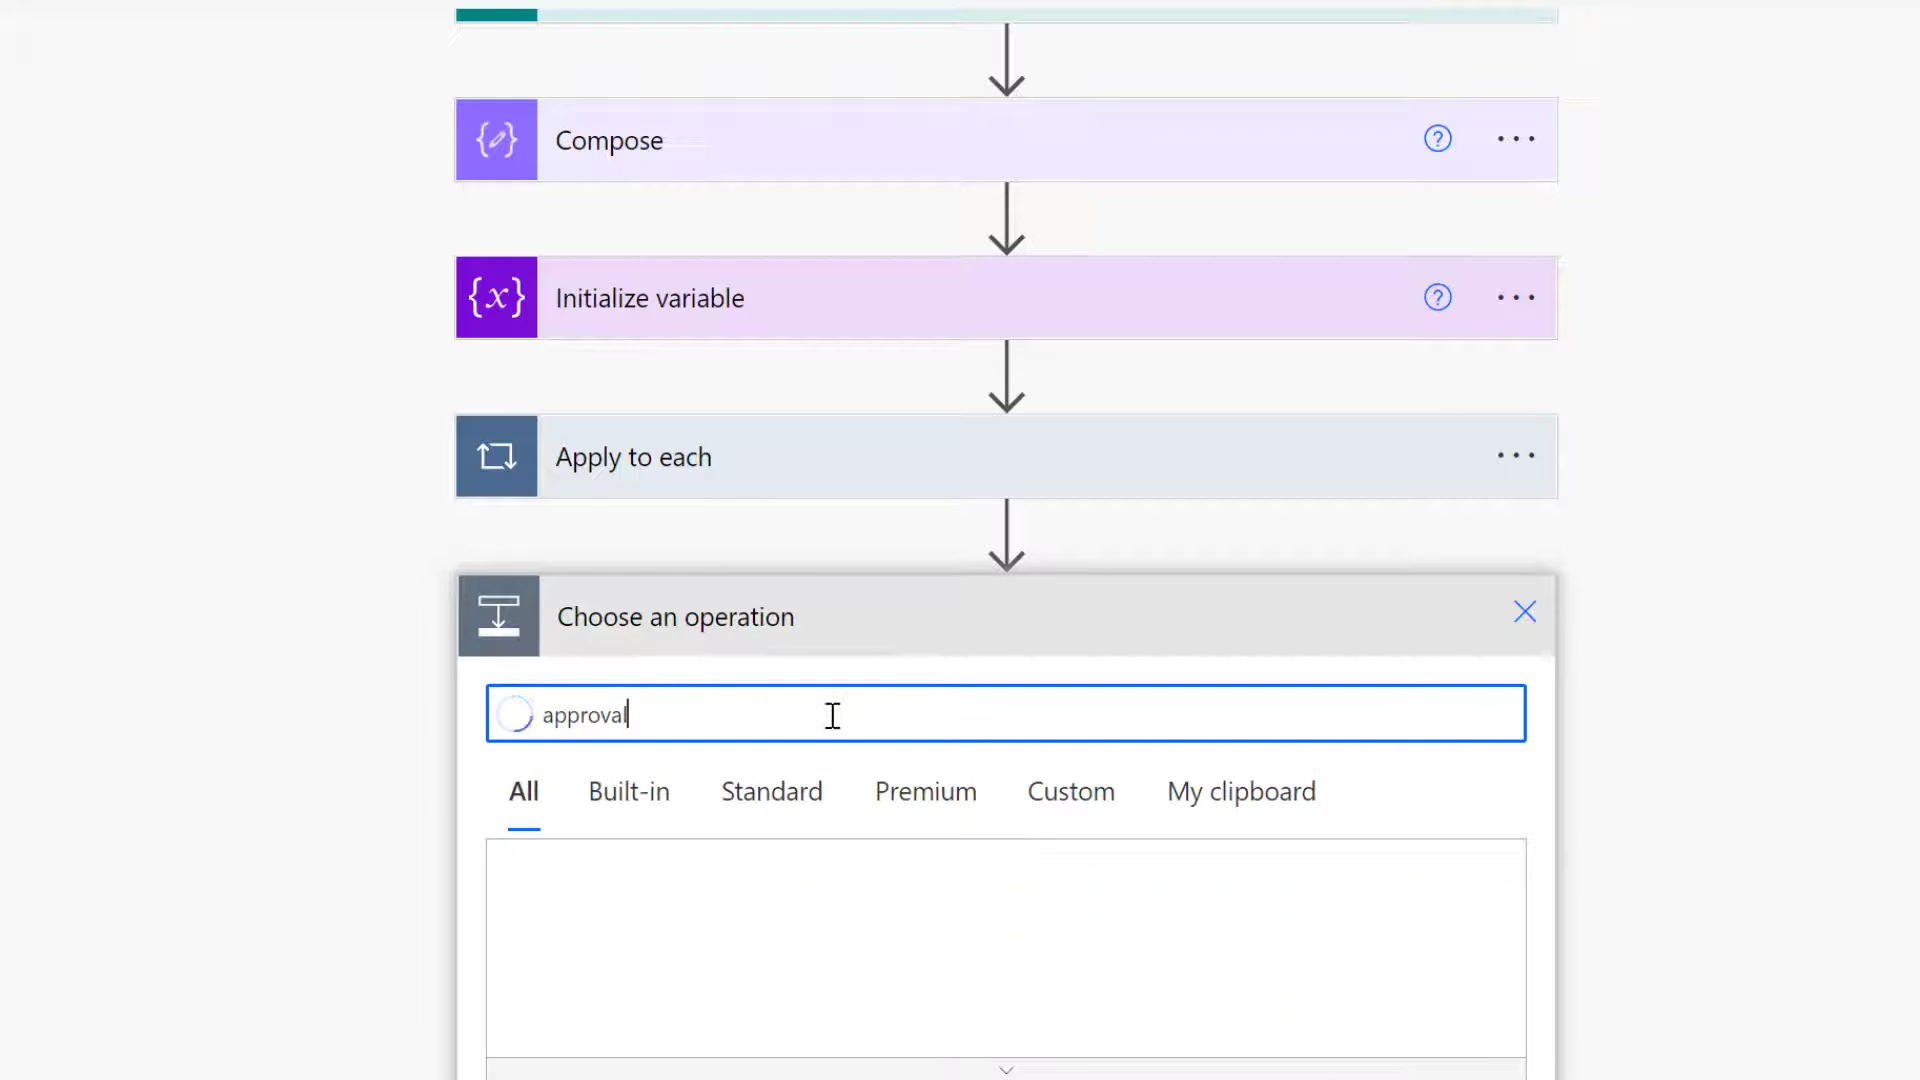 Compose
Initialize variable
{x}
Apply to each
Choose an operation
approval
All Built-in Standard Premium Custom My clipboard